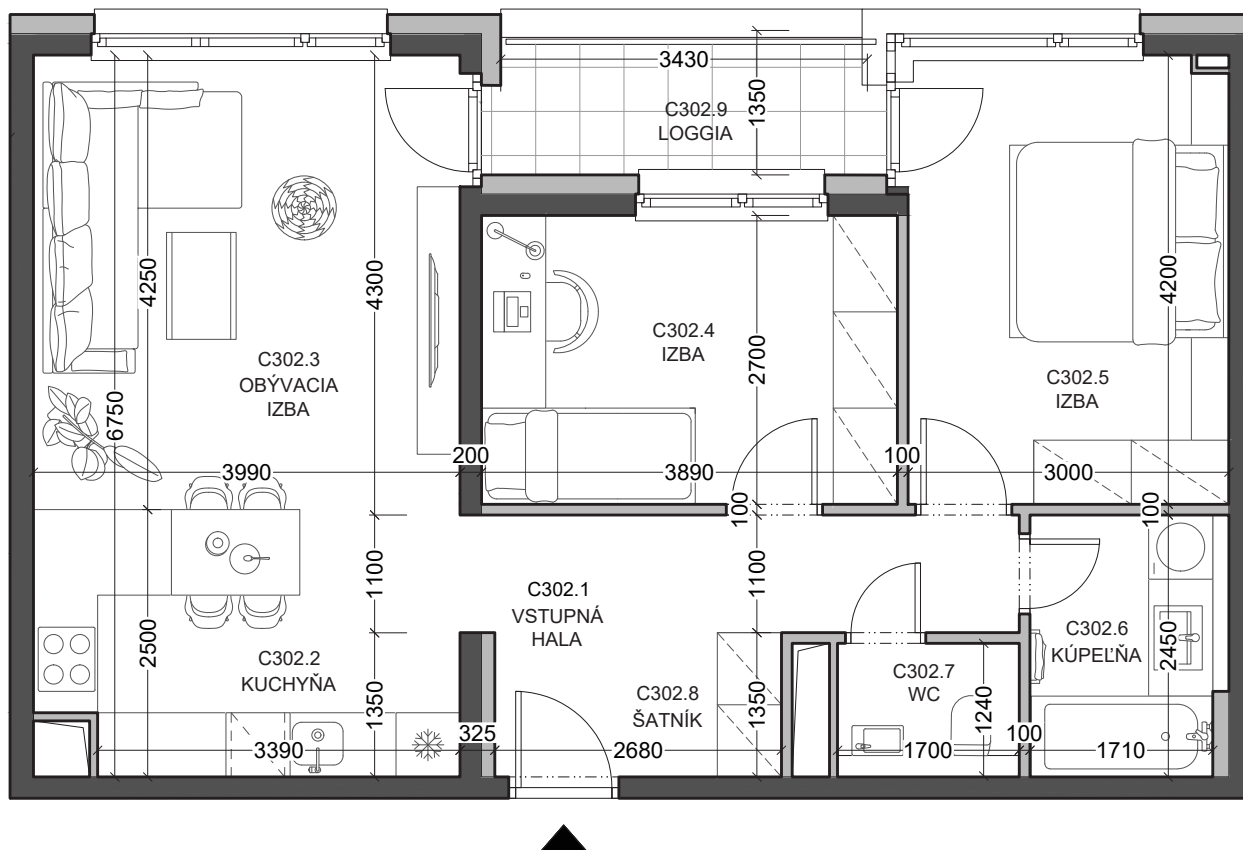 3430
C302.9
LOGGIA
1350
4250
4300
6750
C302.3
OBÝVACIA
IZBA
C302.4
IZBA
2700
4200
C302.5
IZBA
3990
200
3890
100
3000
100
100
2500
1100
1350
C302.1
VSTUPNÁ
HALA
1100
C302.2
KUCHYŇA
C302.8
ŠATNÍK
1350
C302.7
WC
1240
C302.6
KÚPEĽŇA
2450
3390
325
2680
1700
100
1710